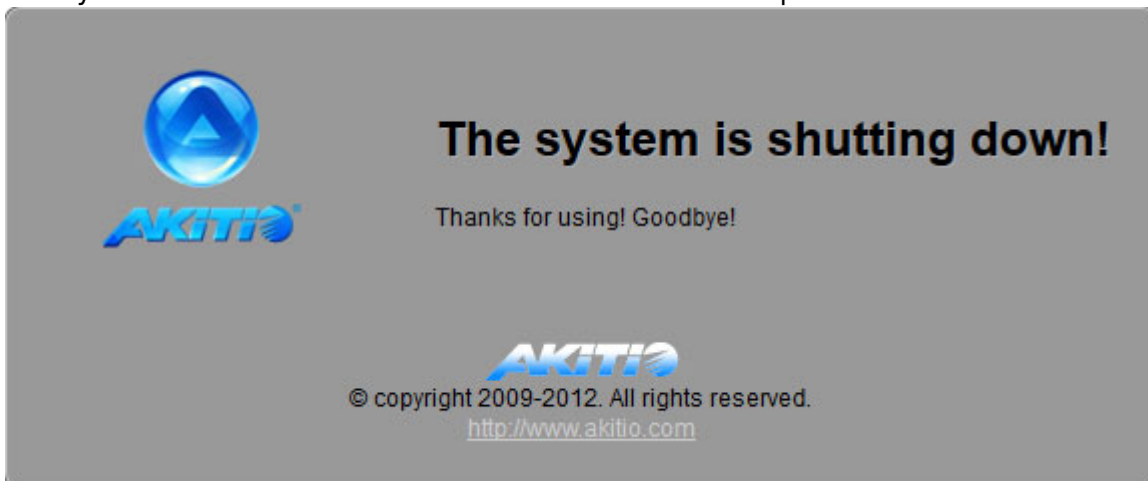 The system is shutting down!
AKiTiO®
Thanks for using! Goodbye!
AKiTiO
© copyright 2009-2012. All rights reserved.
http://www.akitio.com